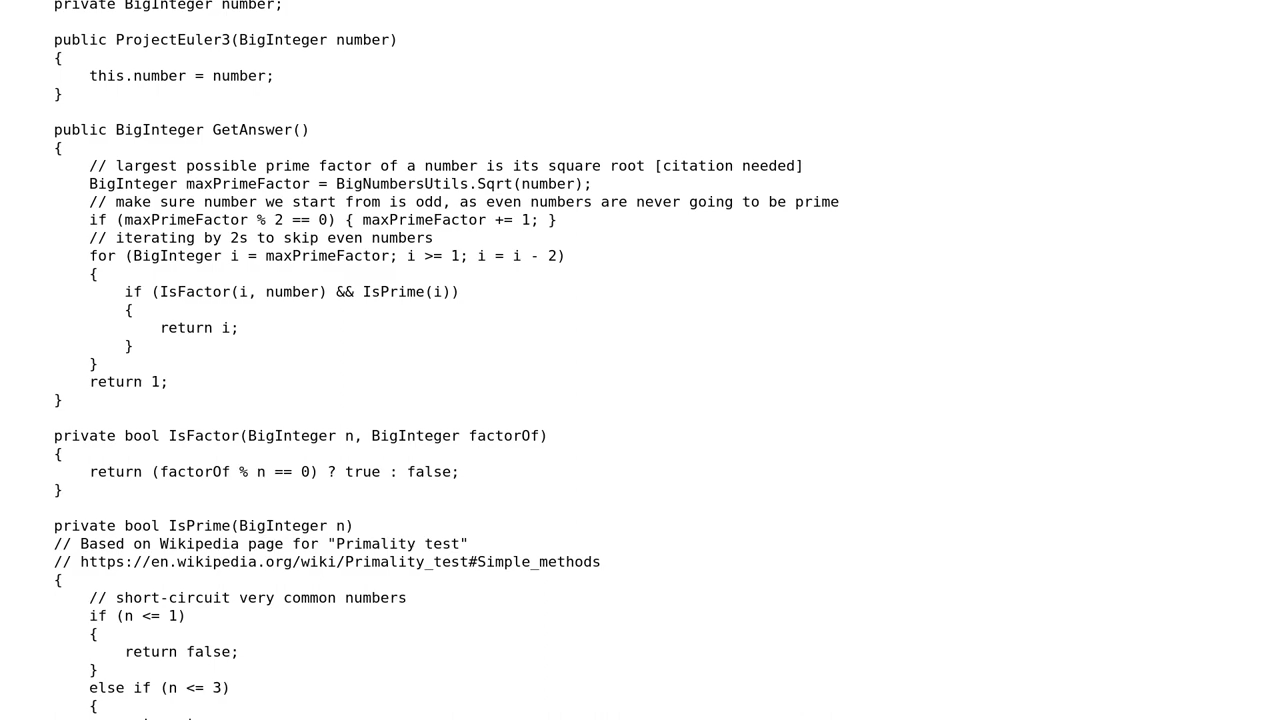 private BigInteger number;
public ProjectEuler3(BigInteger number)
{
this.number = number;
}
public BigInteger GetAnswer()
{
// largest possible prime factor of a number is its square root [citation needed]
BigInteger maxPrimeFactor = BigNumbersUtils.Sqrt(number);
// make sure number we start from is odd, as even numbers are never going to be prime
if (maxPrimeFactor % 2 == 0) { maxPrimeFactor += 1; }
// iterating by 2s to skip even numbers
for (BigInteger i = maxPrimeFactor; i >= 1; i = i - 2)
{
if (IsFactor(i, number) && IsPrime(i))
{
return i;
}
}
return 1;
}
private bool IsFactor(BigInteger n, BigInteger factorOf)
{
return (factorOf % n == 0) ? true : false;
}
private bool IsPrime(BigInteger n)
// Based on Wikipedia page for "Primality test"
// https://en.wikipedia.org/wiki/Primality_test#Simple_methods
{
// short-circuit very common numbers
if (n <= 1)
{
return false;
}
else if (n <= 3)
{